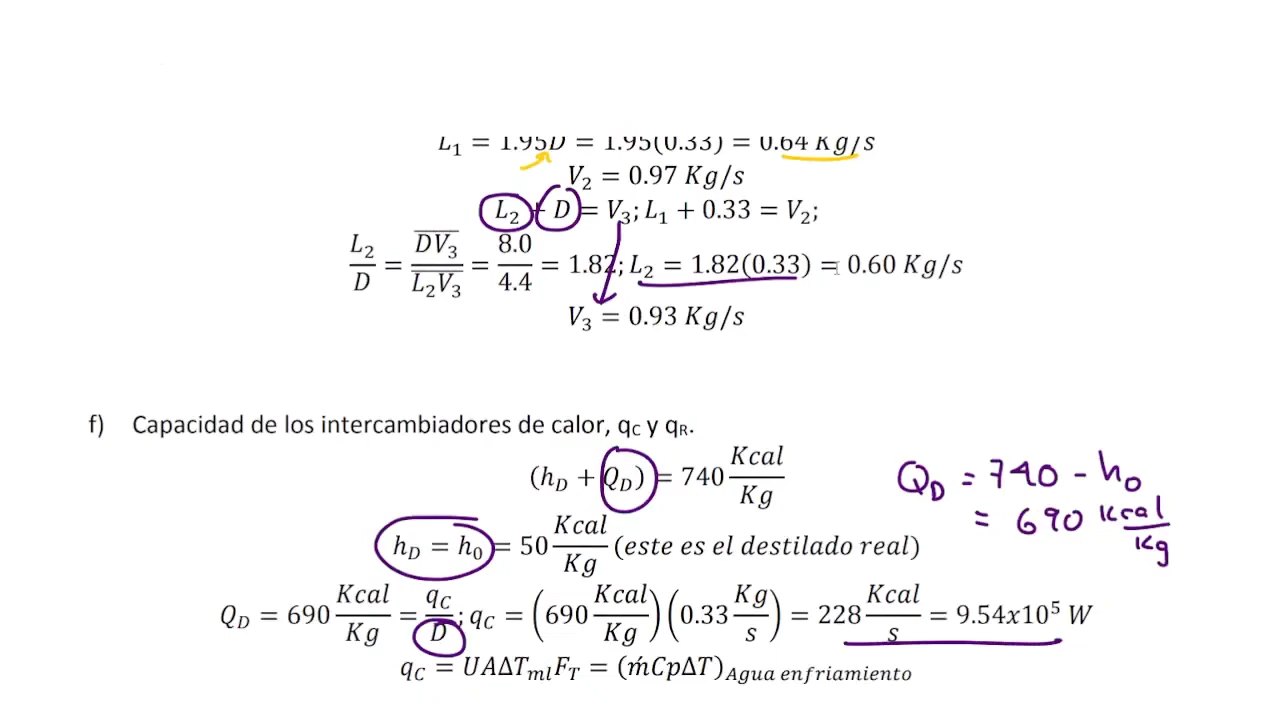 L₁ = 1.95D = 1.95(0.33) = 0.64 Kg/s
V₂ = 0.97 Kg/s
L₂ + D = V₃; L₁ + 0.33 = V₂;
L₂/D = DV₃/L₂V₃ = 8.0/4.4 = 1.82; L₂ = 1.82(0.33) = 0.60 Kg/s
V₃ = 0.93 Kg/s
f) Capacidad de los intercambiadores de calor, qC y qR.
(h_D + Q_D) = 740 Kcal/Kg
Q_D = 740 - h₀
= 690 Kcal/Kg
h_D = h₀ = 50 Kcal/Kg (este es el destilado real)
Q_D = 690 Kcal/Kg = q_C/D; q_C = (690 Kcal/Kg)(0.33 Kg/s) = 228 Kcal/s = 9.54x10⁵ W
q_C = UAΔT_ml F_T = (ḿCpΔT)_Agua enfriamiento